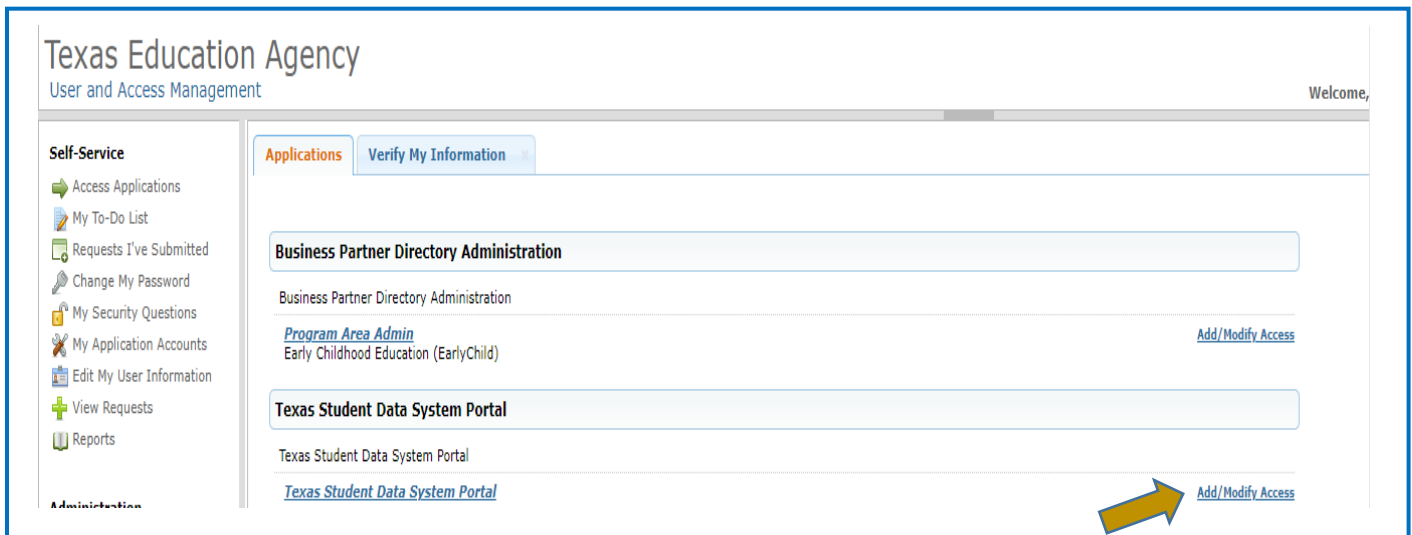 Texas Education Agency
User and Access Management
Welcome,
Self-Service
Access Applications
My To-Do List
Requests I've Submitted
Change My Password
My Security Questions
My Application Accounts
Edit My User Information
View Requests
Reports
Administration
Applications
Verify My Information
Business Partner Directory Administration
Business Partner Directory Administration
Program Area Admin
Add/Modify Access
Early Childhood Education (EarlyChild)
Texas Student Data System Portal
Texas Student Data System Portal
Texas Student Data System Portal
Add/Modify Access